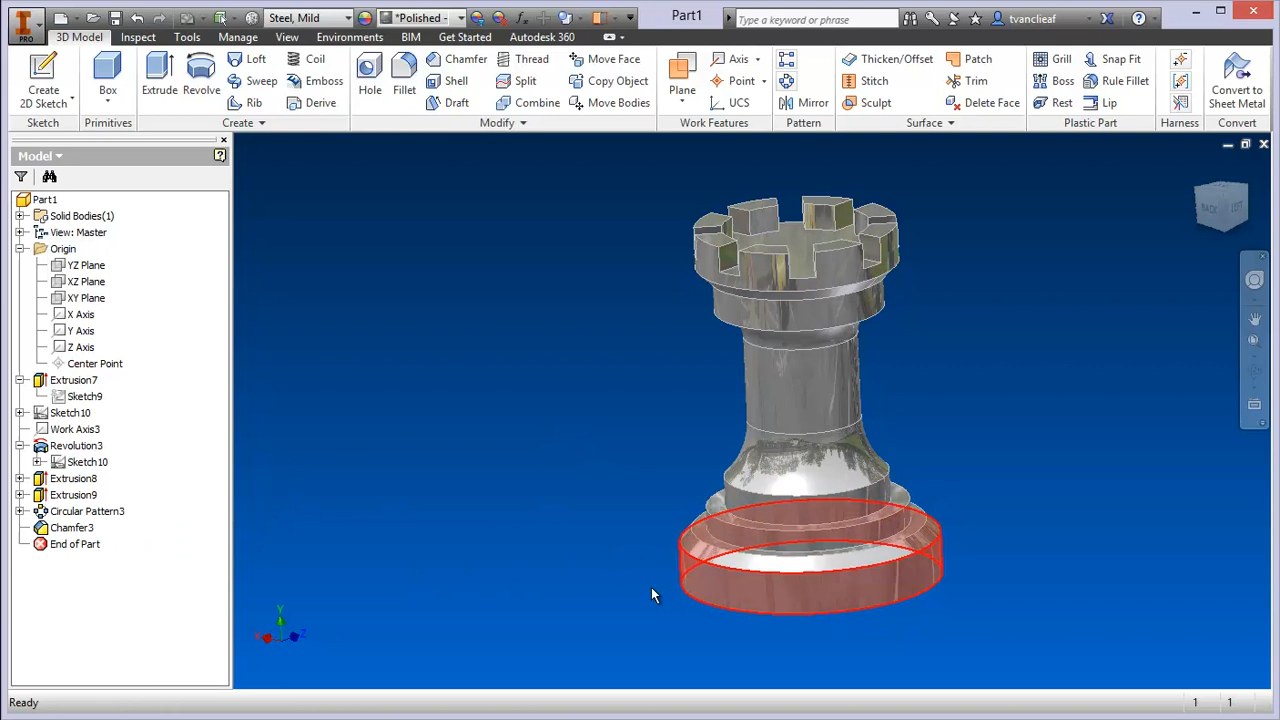 Steel, Mild
*Polished -
fx
Part1
Type a keyword or phrase
tvanclieaf
?
PRO
3D Model
Inspect
Tools
Manage
View
Environments
BIM
Get Started
Autodesk 360
Create
2D Sketch
Box
Extrude
Revolve
Loft
Sweep
Rib
Coil
Emboss
Derive
Hole
Fillet
Chamfer
Shell
Draft
Thread
Split
Combine
Move Face
Copy Object
Move Bodies
Plane
Axis
Point
UCS
Mirror
Thicken/Offset
Stitch
Sculpt
Patch
Trim
Delete Face
Grill
Boss
Rest
Snap Fit
Rule Fillet
Lip
Convert to
Sheet Metal
Sketch
Primitives
Create
Modify
Work Features
Pattern
Surface
Plastic Part
Harness
Convert
Model
?
Part1
Solid Bodies(1)
View: Master
Origin
YZ Plane
XZ Plane
XY Plane
X Axis
Y Axis
Z Axis
Center Point
Extrusion7
Sketch9
Sketch10
Work Axis3
Revolution3
Sketch10
Extrusion8
Extrusion9
Circular Pattern3
Chamfer3
End of Part
BACK
LEFT
Y
X
Z
Ready
1
1